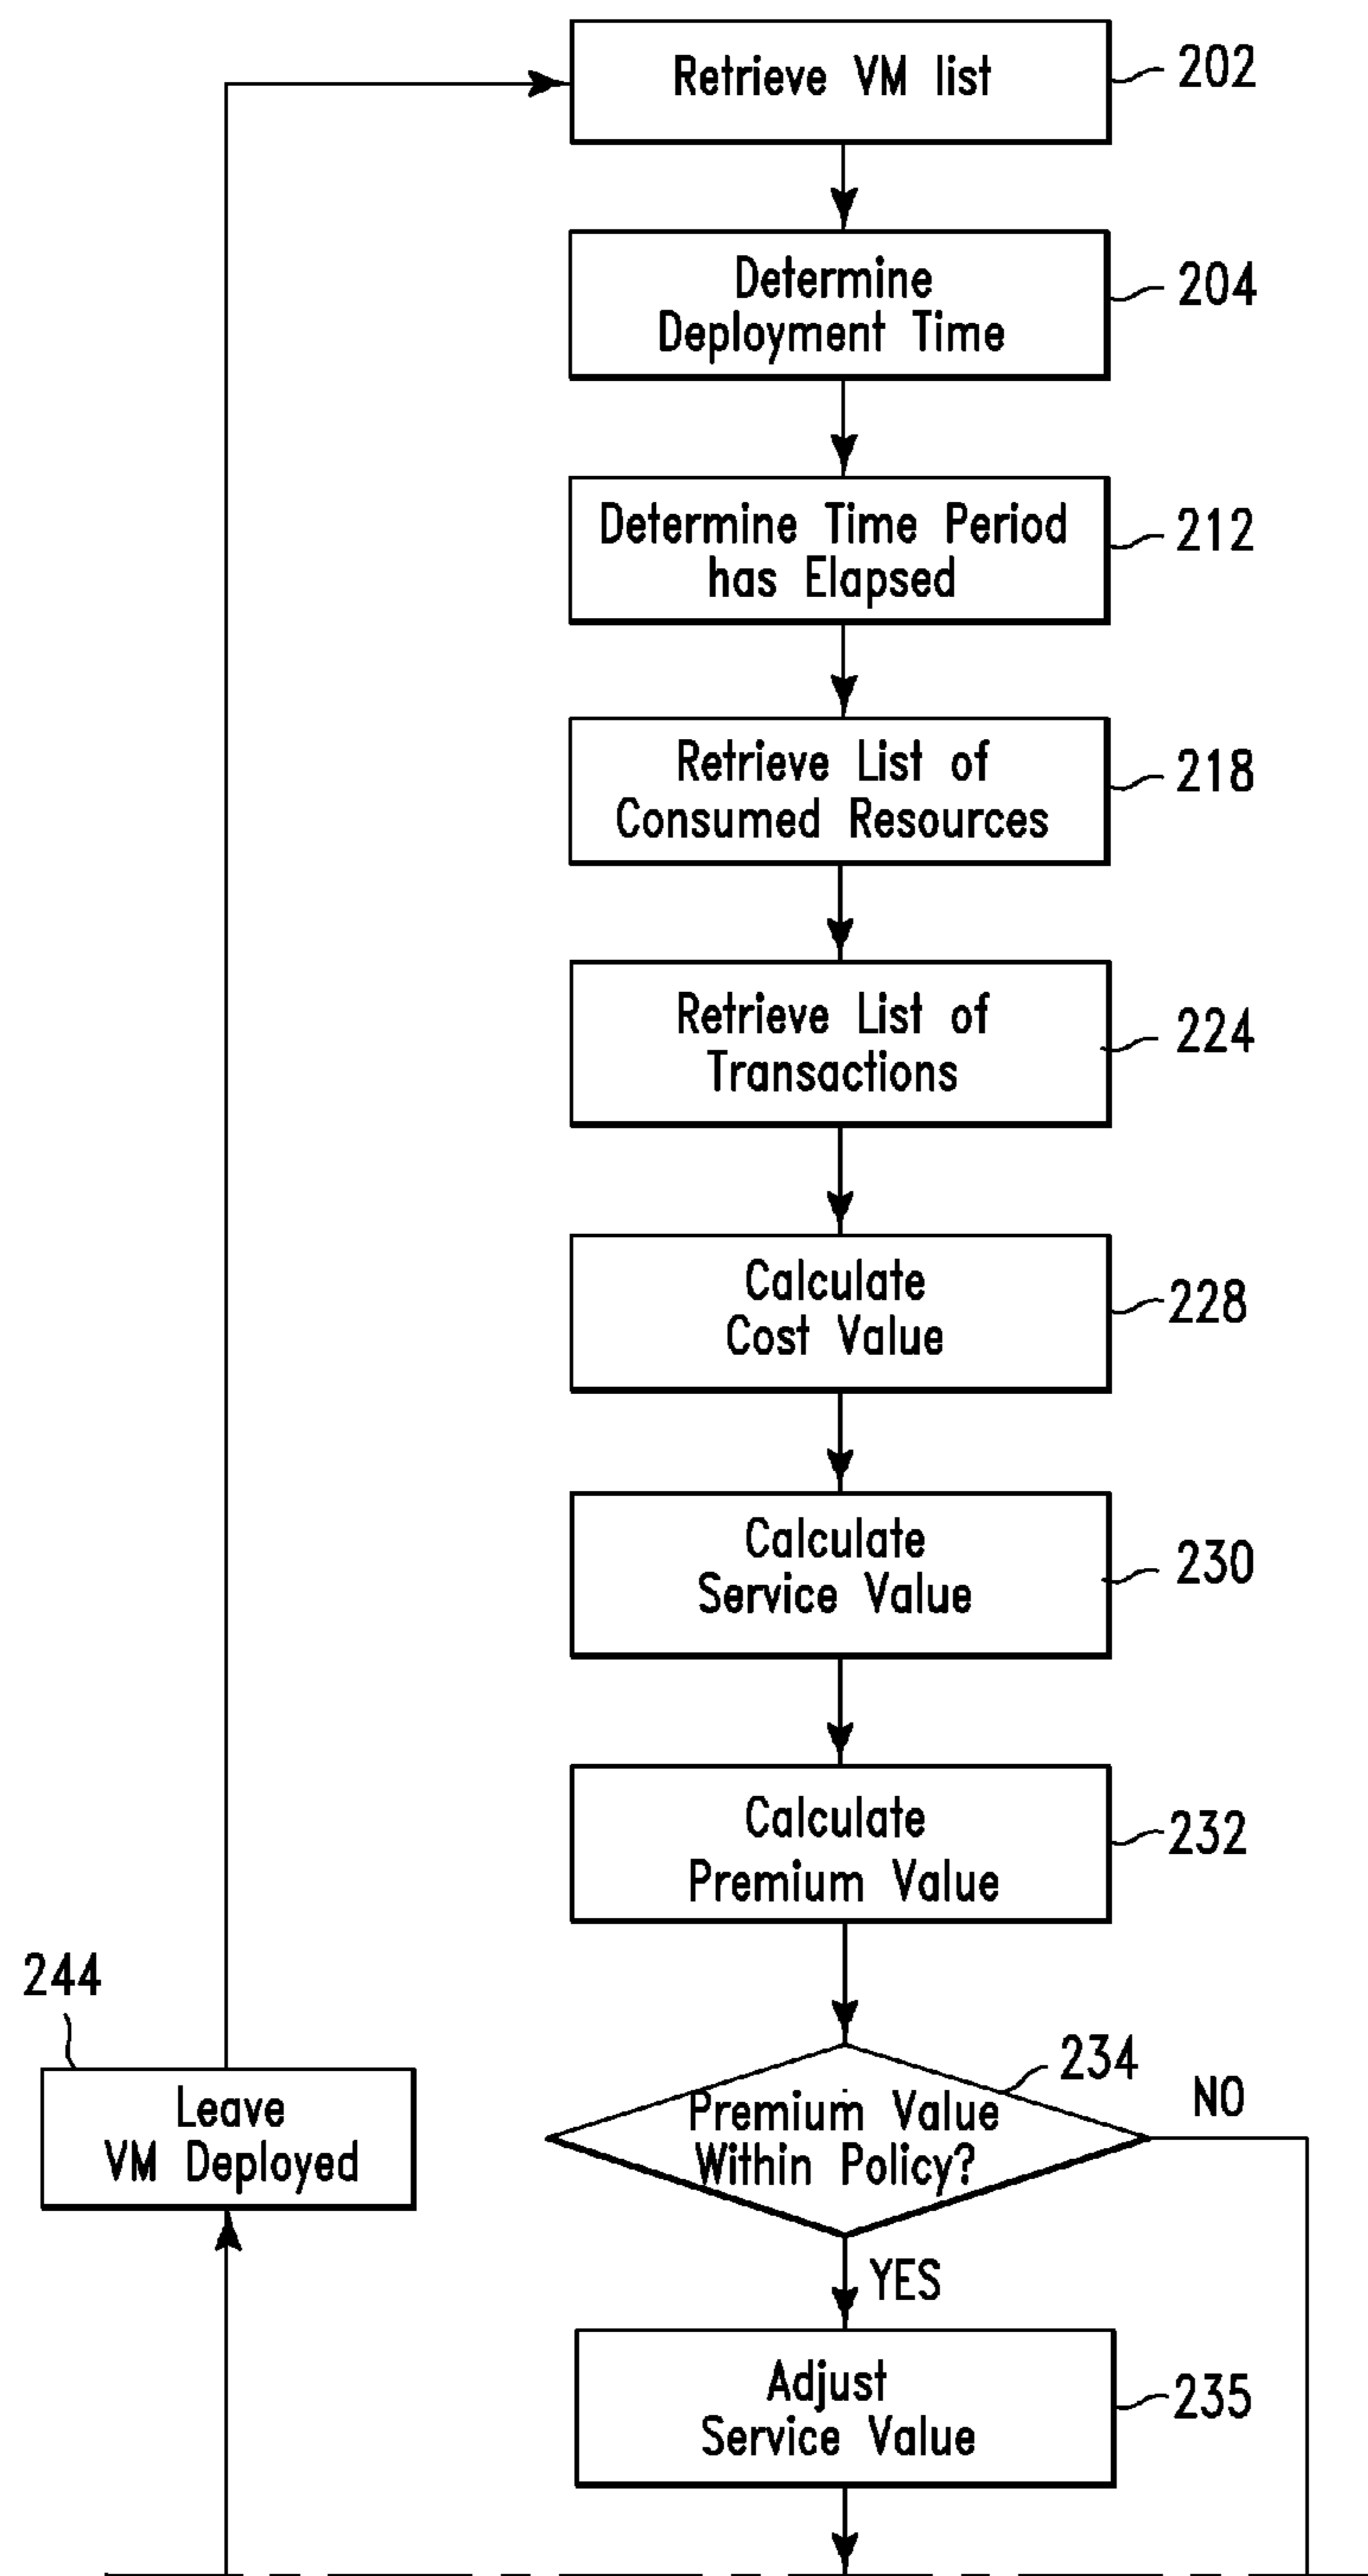 Retrieve VM list
202
Determine
Deployment Time
204
Determine Time Period
has Elapsed
212
Retrieve List of
Consumed Resources
218
Retrieve List of
Transactions
224
Calculate
Cost Value
228
Calculate
Service Value
230
Calculate
Premium Value
232
244
Leave
VM Deployed
234
Premium Value
Within Policy?
NO
YES
Adjust
Service Value
235